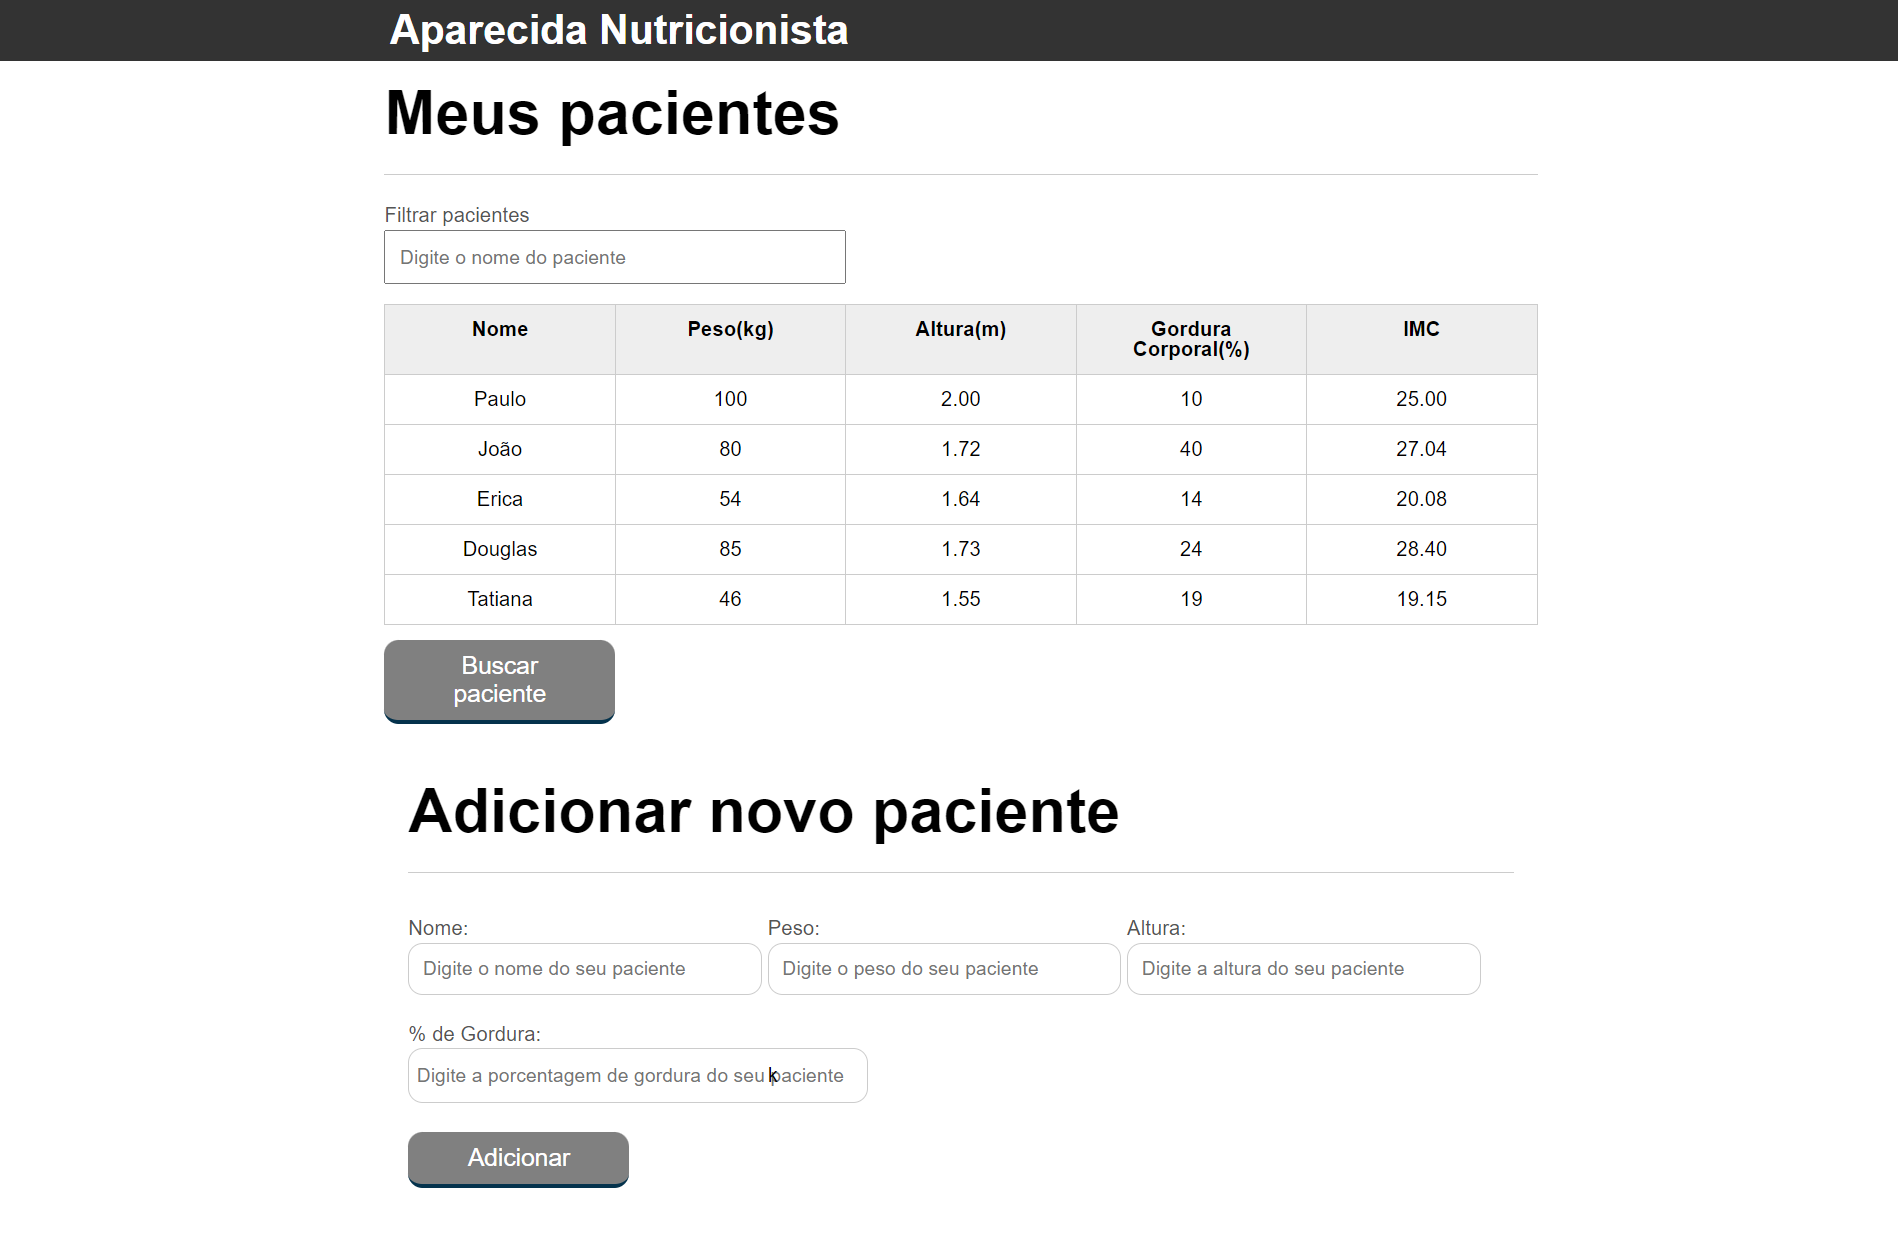 Aparecida Nutricionista
Meus pacientes
Filtrar pacientes
Digite o nome do paciente
Nome Peso(kg) Altura(m) Gordura Corporal(%) IMC
Paulo 100 2.00 10 25.00
João 80 1.72 40 27.04
Erica 54 1.64 14 20.08
Douglas 85 1.73 24 28.40
Tatiana 46 1.55 19 19.15
Buscar
paciente
Adicionar novo paciente
Nome: Peso: Altura:
Digite o nome do seu paciente Digite o peso do seu paciente Digite a altura do seu paciente
% de Gordura:
Digite a porcentagem de gordura do seu paciente
k
Adicionar